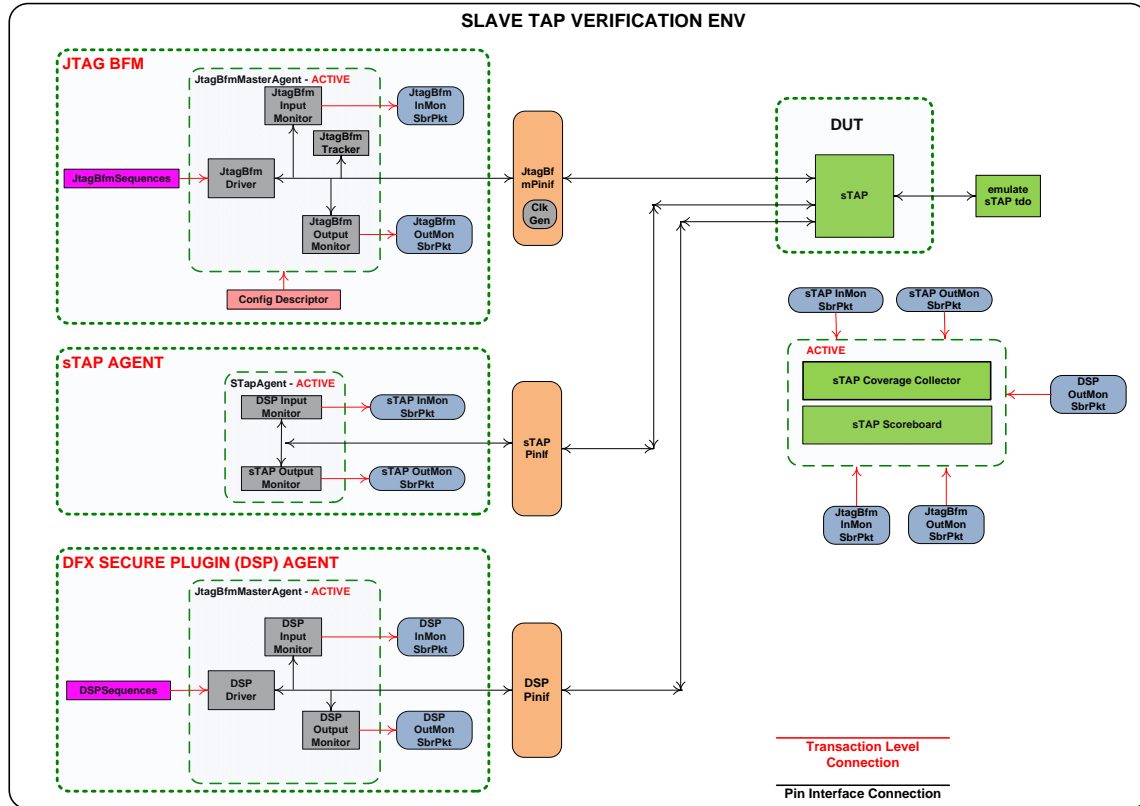 SLAVE TAP VERIFICATION ENV
JTAG BFM
JtagBfmMasterAgent - ACTIVE
JtagBfm
Input
Monitor
JtagBfm
InMon
SbrPkt
JtagBfm
Tracker
JtagBfmSequences
JtagBfm
Driver
JtagBfm
Output
Monitor
JtagBfm
OutMon
SbrPkt
Config Descriptor
JtagBf
mPinif
Clk
Gen
DUT
sTAP
emulate
sTAP tdo
sTAP AGENT
STapAgent - ACTIVE
DSP Input
Monitor
sTAP InMon
SbrPkt
sTAP Output
Monitor
sTAP OutMon
SbrPkt
sTAP
PinIf
sTAP InMon
SbrPkt
sTAP OutMon
SbrPkt
ACTIVE
sTAP Coverage Collector
sTAP Scoreboard
DSP
OutMon
SbrPkt
JtagBfm
InMon
SbrPkt
JtagBfm
OutMon
SbrPkt
DFX SECURE PLUGIN (DSP) AGENT
JtagBfmMasterAgent - ACTIVE
DSP
Input
Monitor
DSP
InMon
SbrPkt
DSPSequences
DSP
Driver
DSP
Output
Monitor
DSP
OutMon
SbrPkt
DSP
Pinif
Transaction Level
Connection
Pin Interface Connection